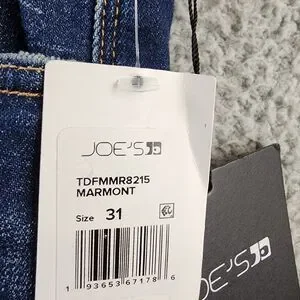 JOE'S
TDFMMR8215
MARMONT
Size 31
1 93653 67178 6
JOE'S